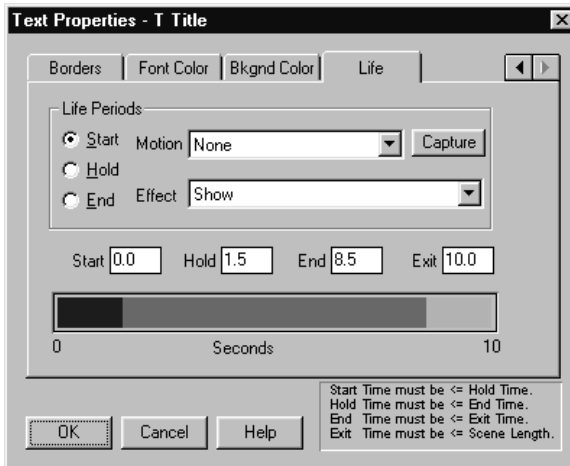 Text Properties - T Title
Borders Font Color Bkgnd Color Life
Life Periods
Start Motion None Capture
Hold
End Effect Show
Start 0.0 Hold 1.5 End 8.5 Exit 10.0
0 Seconds 10
Start Time must be <= Hold Time.
Hold Time must be <= End Time.
End Time must be <= Exit Time.
Exit Time must be <= Scene Length.
OK Cancel Help